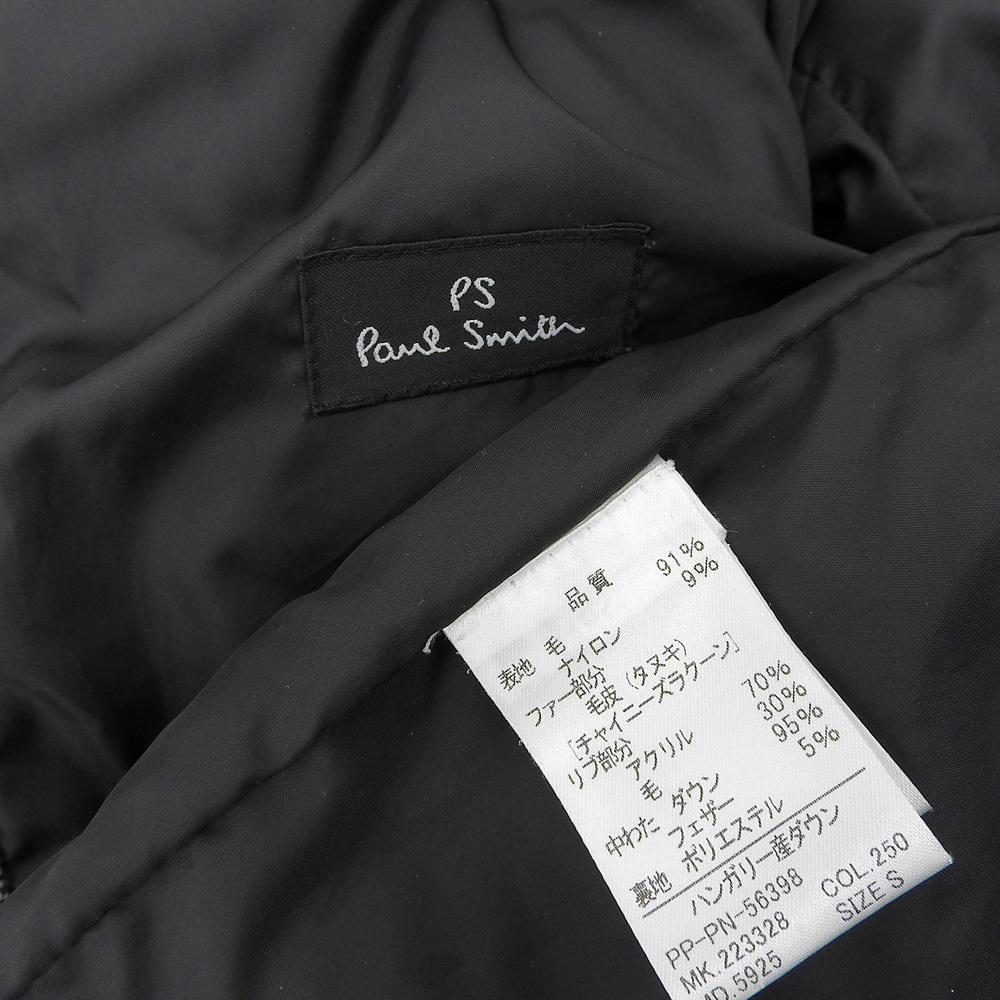 PS
Paul Smith
品質
表地 毛 91%
ナイロン 9%
ファー部分
毛皮 (タヌキ)
[チャイニーズラクーン]
リブ部分 アクリル 70%
毛 30%
中わた ダウン 95%
フェザー 5%
裏地 ポリエステル
ハンガリー産ダウン
PP-PN-56398 COL.250
MK.223328 SIZE S
MD.5925